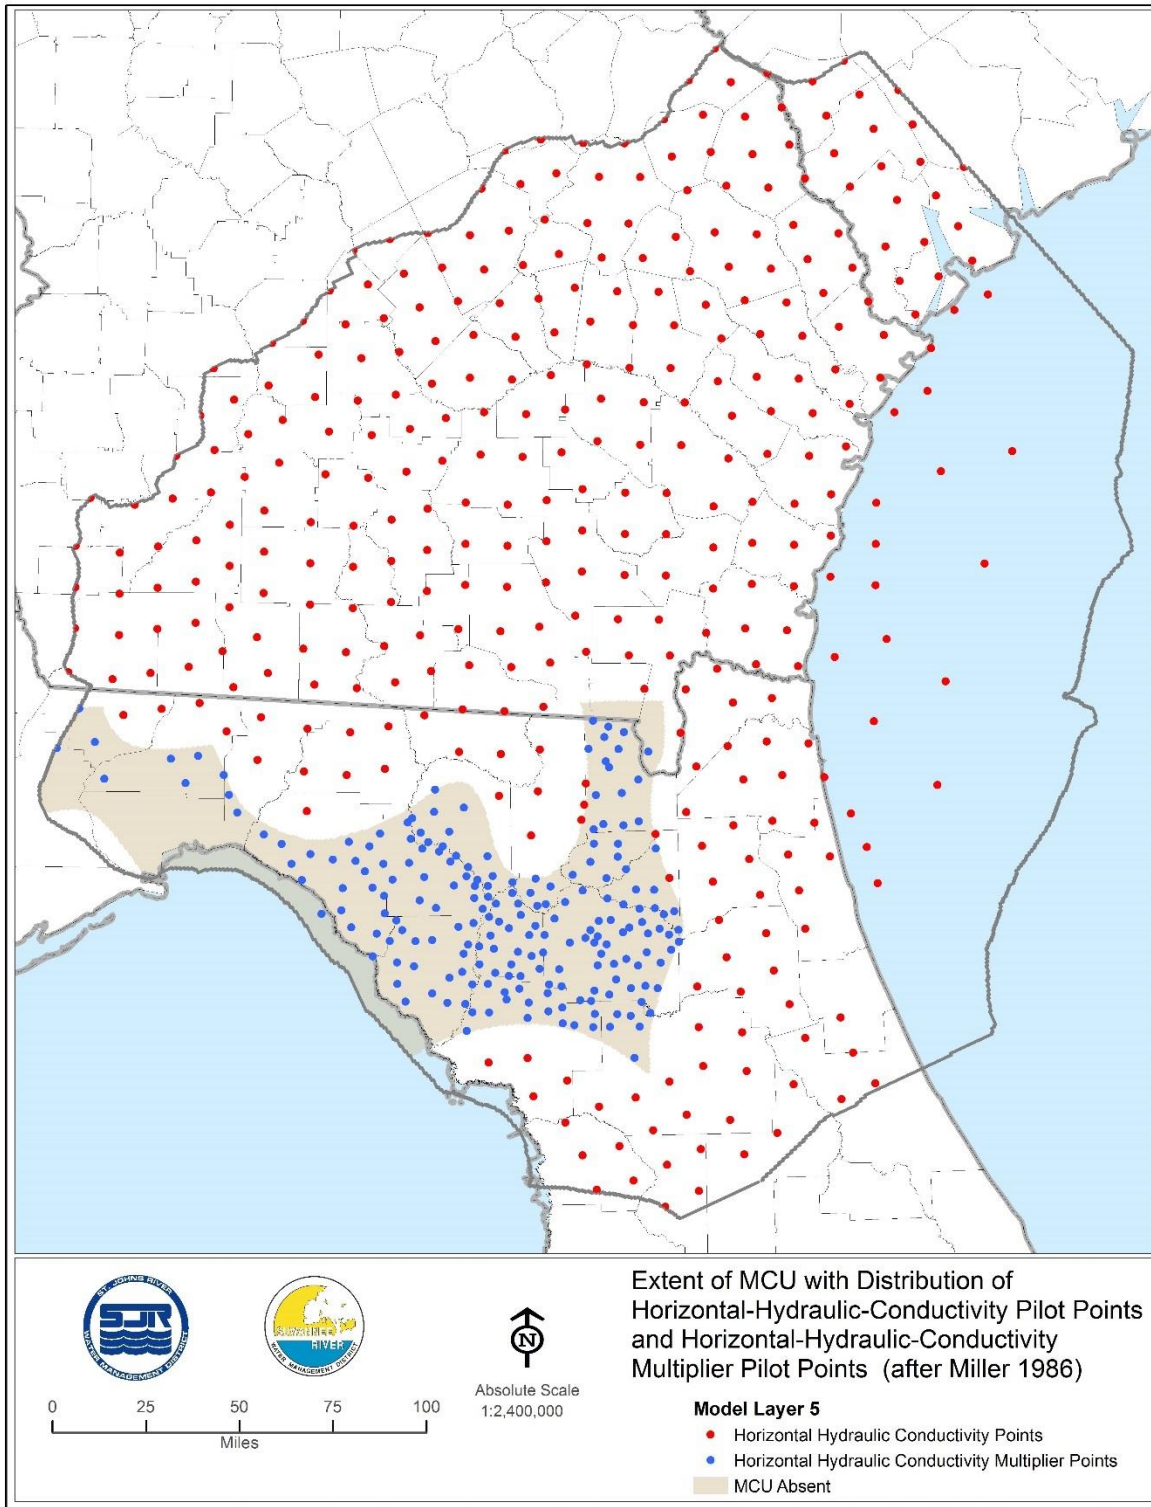 ST. JOHNS RIVER
SJR
WATER MANAGEMENT DISTRICT
SUWANNEE
RIVER
WATER MANAGEMENT DISTRICT
N
Absolute Scale
1:2,400,000
0 25 50 75 100
Miles
Extent of MCU with Distribution of
Horizontal-Hydraulic-Conductivity Pilot Points
and Horizontal-Hydraulic-Conductivity
Multiplier Pilot Points (after Miller 1986)
Model Layer 5
Horizontal Hydraulic Conductivity Points
Horizontal Hydraulic Conductivity Multiplier Points
MCU Absent